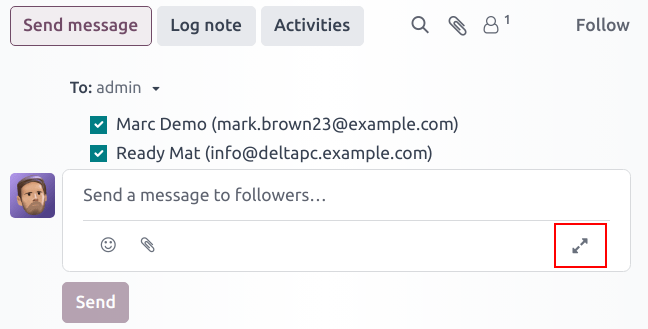 Send message Log note Activities 1 Follow
To: admin
Marc Demo (mark.brown23@example.com)
Ready Mat (info@deltapc.example.com)
Send a message to followers…
Send